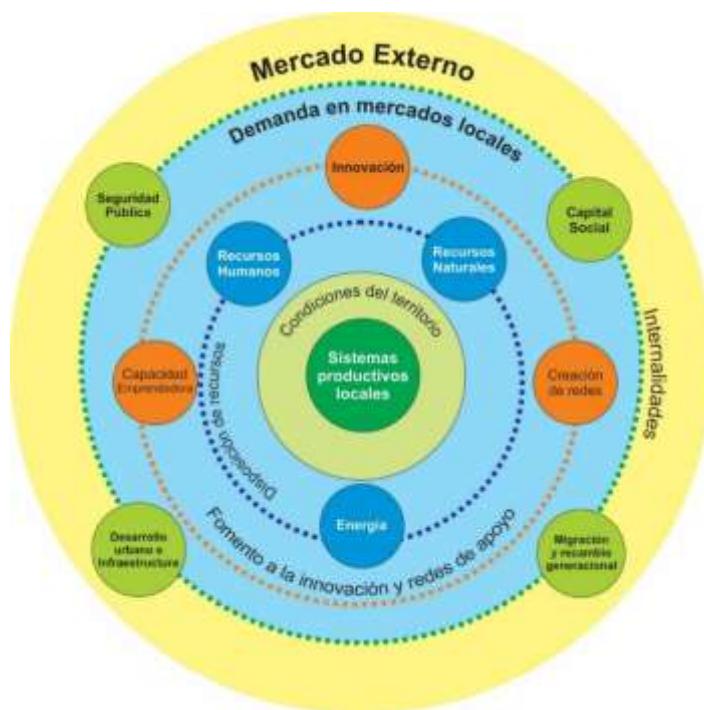 Mercado Externo
Demanda en mercados locales
Innovación
Seguridad
Pública
Capital
Social
Recursos
Humanos
Recursos
Naturales
Condiciones del territorio
Internalidades
Sistemas
productivos
locales
Capacidad
Emprendedora
Creación
de redes
Disposición de recursos
Energía
Fomento a la innovación y redes de apoyo
Desarrollo
urbano e
Infraestructura
Migración
y recambio
generacional